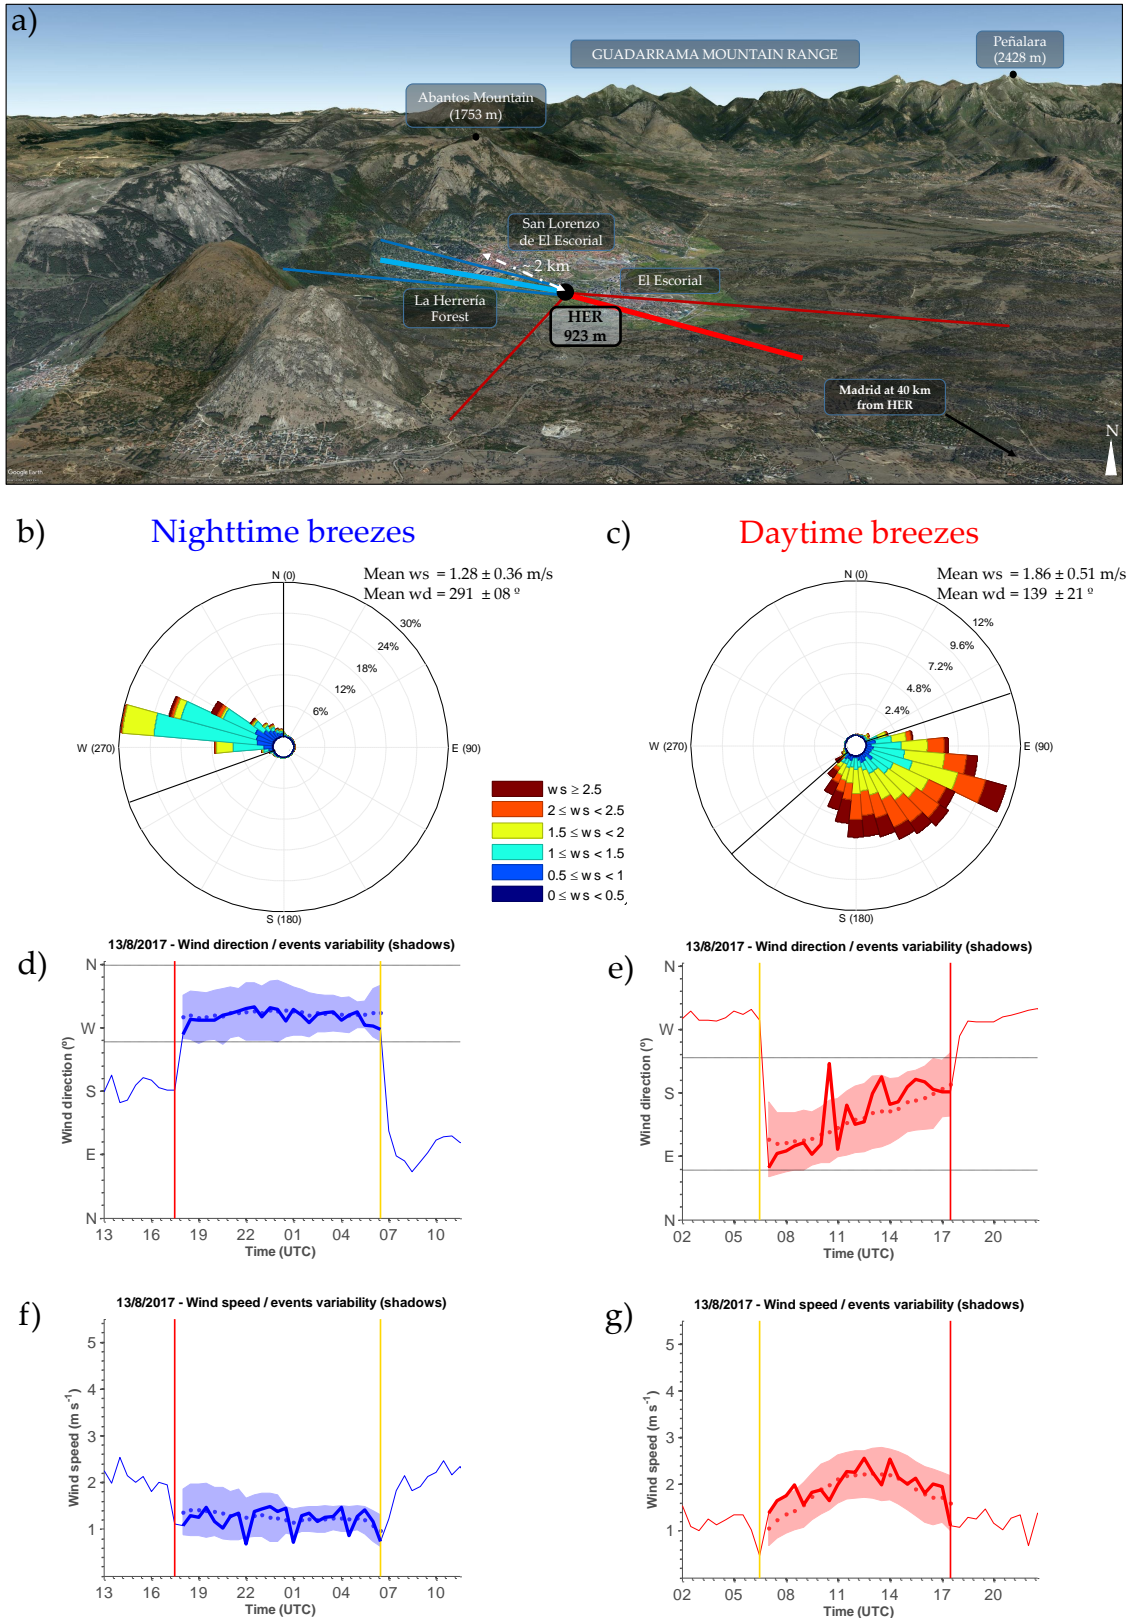 a)
GUADARRAMA MOUNTAIN RANGE
Peñalara
(2428 m)
Abantos Mountain
(1753 m)
San Lorenzo
de El Escorial
~ 2 km
El Escorial
La Herrería
Forest
HER
923 m
Madrid at 40 km
from HER
N
Google Earth
b)
Nighttime breezes
Mean ws = 1.28 ± 0.36 m/s
Mean wd = 291 ± 08 º
N (0)
30%
24%
18%
12%
6%
W (270)
E (90)
S (180)
c)
Daytime breezes
Mean ws = 1.86 ± 0.51 m/s
Mean wd = 139 ± 21 º
N (0)
12%
9.6%
7.2%
4.8%
2.4%
W (270)
E (90)
S (180)
ws ≥ 2.5
2 ≤ ws < 2.5
1.5 ≤ ws < 2
1 ≤ ws < 1.5
0.5 ≤ ws < 1
0 ≤ ws < 0.5
d)
13/8/2017 - Wind direction / events variability (shadows)
Wind direction (º)
N
W
S
E
N
13 16 19 22 01 04 07 10
Time (UTC)
e)
13/8/2017 - Wind direction / events variability (shadows)
Wind direction (º)
N
W
S
E
N
02 05 08 11 14 17 20
Time (UTC)
f)
13/8/2017 - Wind speed / events variability (shadows)
Wind speed (m s-1)
5
4
3
2
1
13 16 19 22 01 04 07 10
Time (UTC)
g)
13/8/2017 - Wind speed / events variability (shadows)
Wind speed (m s-1)
5
4
3
2
1
02 05 08 11 14 17 20
Time (UTC)